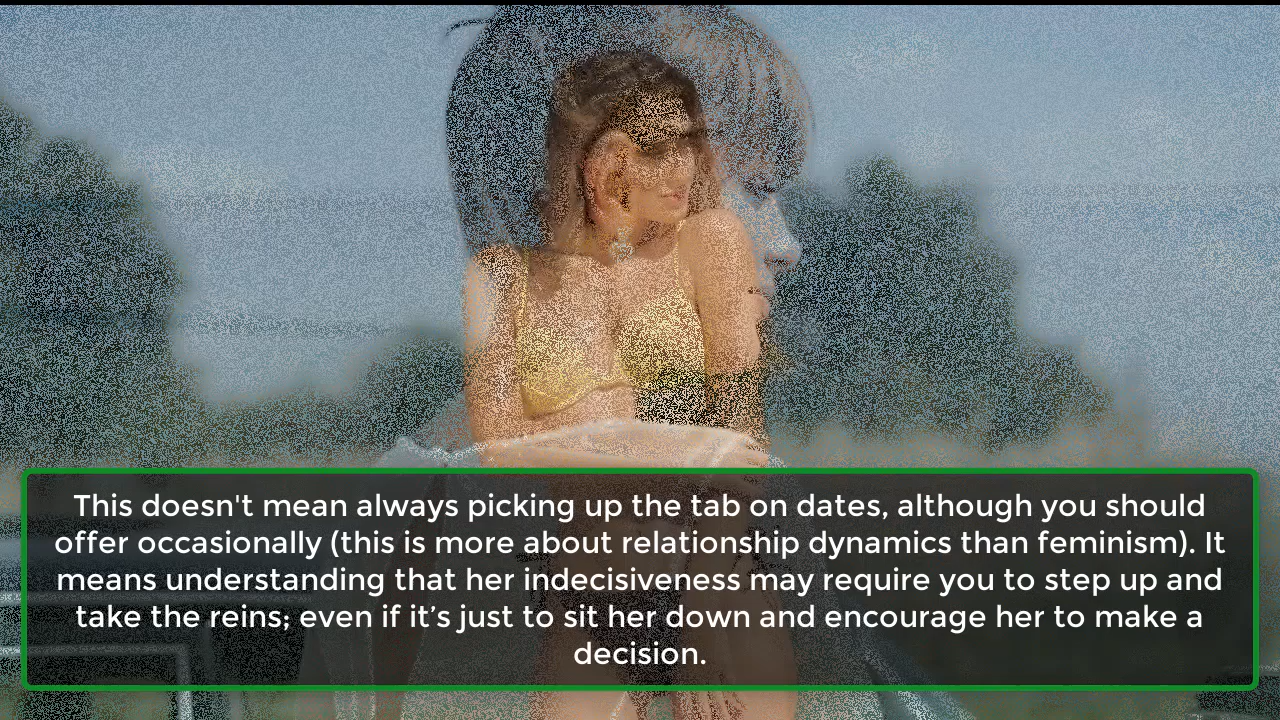 This doesn't mean always picking up the tab on dates, although you should
offer occasionally (this is more about relationship dynamics than feminism). It
means understanding that her indecisiveness may require you to step up and
take the reins; even if it’s just to sit her down and encourage her to make a
decision.